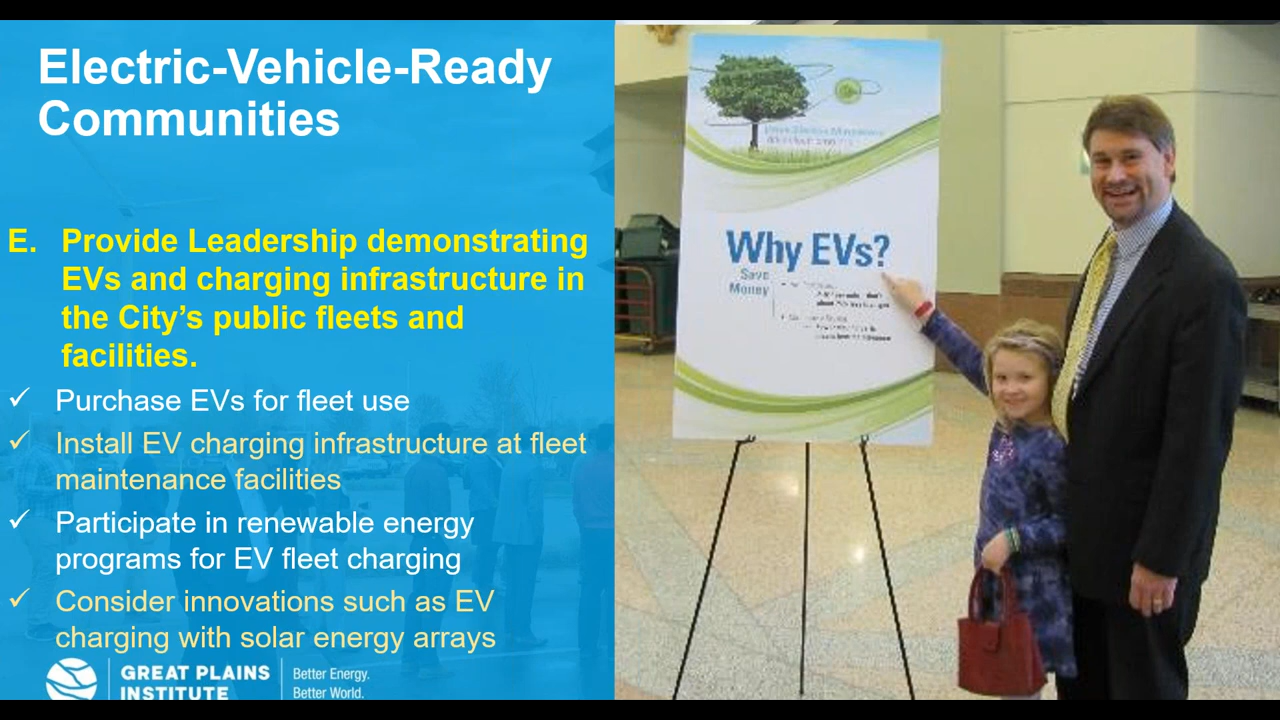 Electric-Vehicle-Ready
Communities
E. Provide Leadership demonstrating
EVs and charging infrastructure in
the City’s public fleets and
facilities.
✓ Purchase EVs for fleet use
✓ Install EV charging infrastructure at fleet
maintenance facilities
✓ Participate in renewable energy
programs for EV fleet charging
✓ Consider innovations such as EV
charging with solar energy arrays
GREAT PLAINS
INSTITUTE
Better Energy.
Better World.
Why EVs?
Save
Money